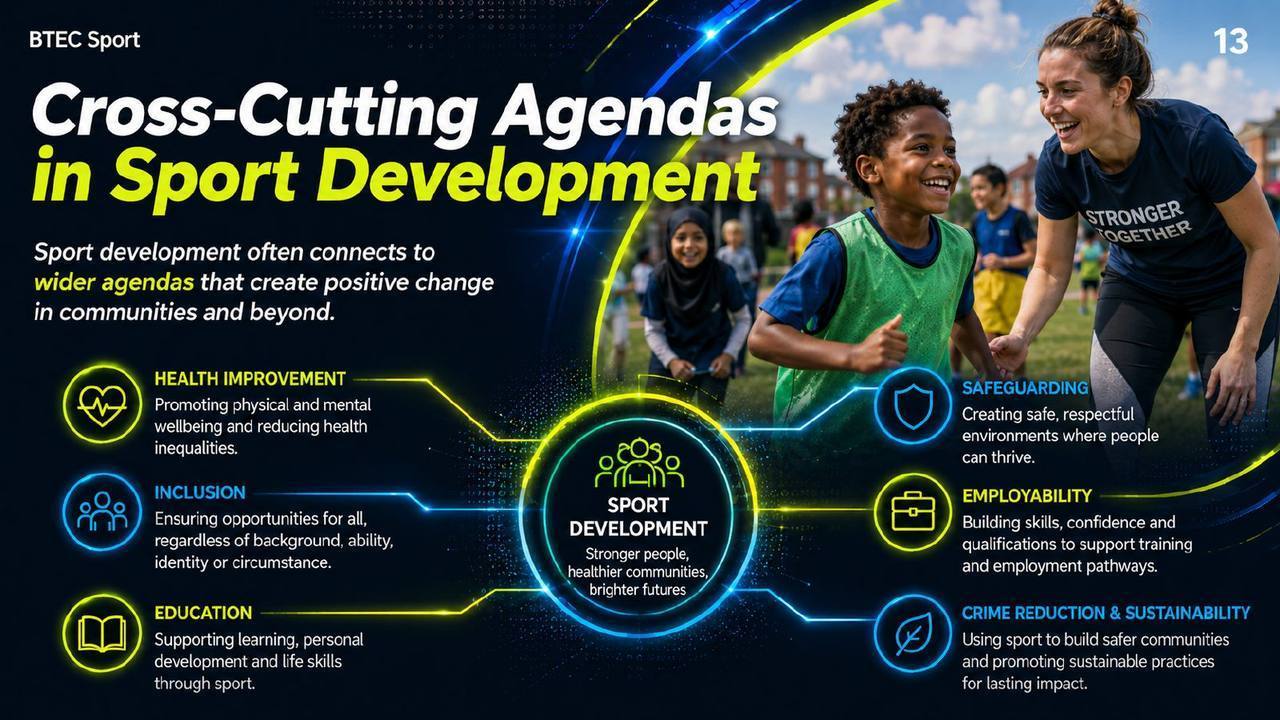 BTEC Sport
13
Cross-Cutting Agendas
in Sport Development
Sport development often connects to
wider agendas that create positive change
in communities and beyond.
STRONGER
TOGETHER
HEALTH IMPROVEMENT
Promoting physical and mental
wellbeing and reducing health
inequalities.
INCLUSION
Ensuring opportunities for all,
regardless of background, ability,
identity or circumstance.
EDUCATION
Supporting learning, personal
development and life skills
through sport.
SPORT
DEVELOPMENT
Stronger people,
healthier communities,
brighter futures
SAFEGUARDING
Creating safe, respectful
environments where people
can thrive.
EMPLOYABILITY
Building skills, confidence and
qualifications to support training
and employment pathways.
CRIME REDUCTION & SUSTAINABILITY
Using sport to build safer communities
and promoting sustainable practices
for lasting impact.